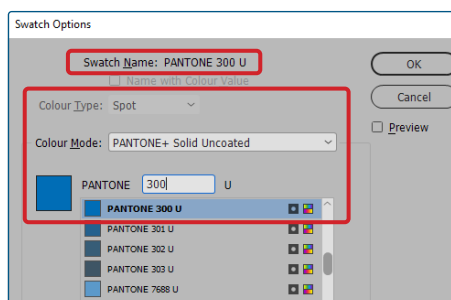 Swatch Options
Swatch Name: PANTONE 300 U
Name with Colour Value
Colour Type: Spot
Colour Mode: PANTONE+ Solid Uncoated
PANTONE 300 U
PANTONE 300 U
PANTONE 301 U
PANTONE 302 U
PANTONE 303 U
PANTONE 7688 U
OK
Cancel
Preview